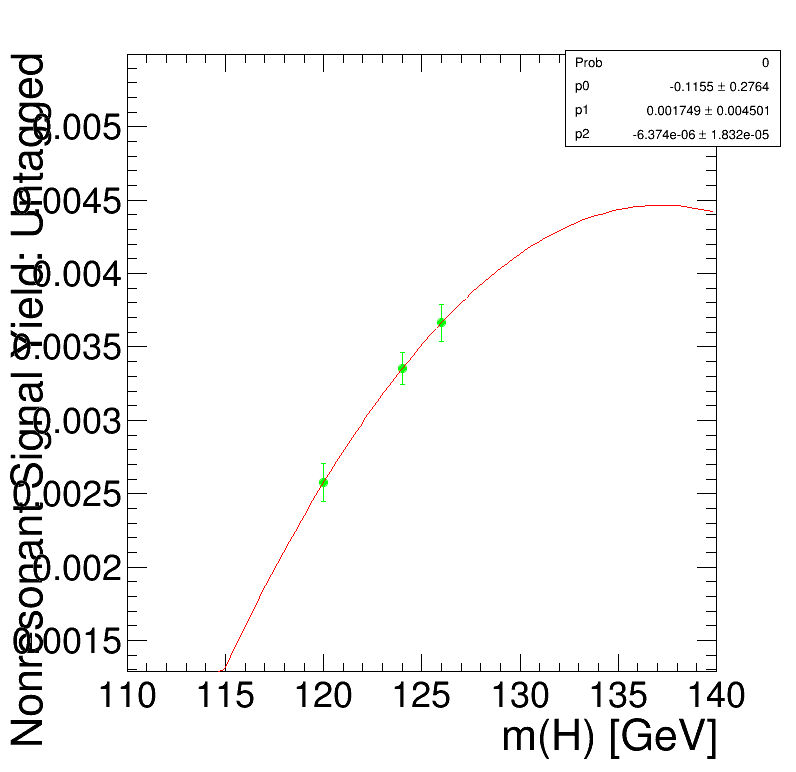 Nonresonant Signal Yield: Untagged
Prob 0
p0 -0.1155 ± 0.2764
p1 0.001749 ± 0.004501
p2 -6.374e-06 ± 1.832e-05
0.005
0.0045
0.004
0.0035
0.003
0.0025
0.002
0.0015
110 115 120 125 130 135 140
m(H) [GeV]